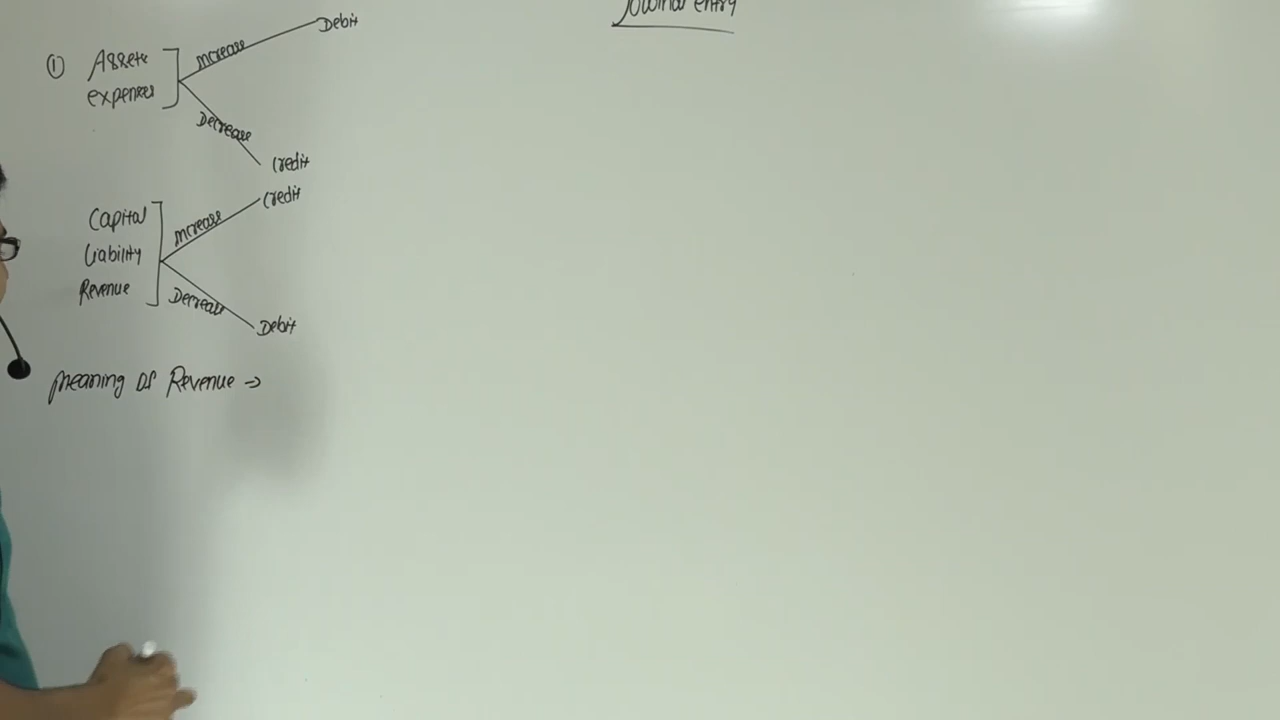 Journal entry
① Assets
expenses
Increase
Debit
Decrease
Credit
Capital
Liability
Revenue
Increase
Credit
Decrease
Debit
Meaning of Revenue →